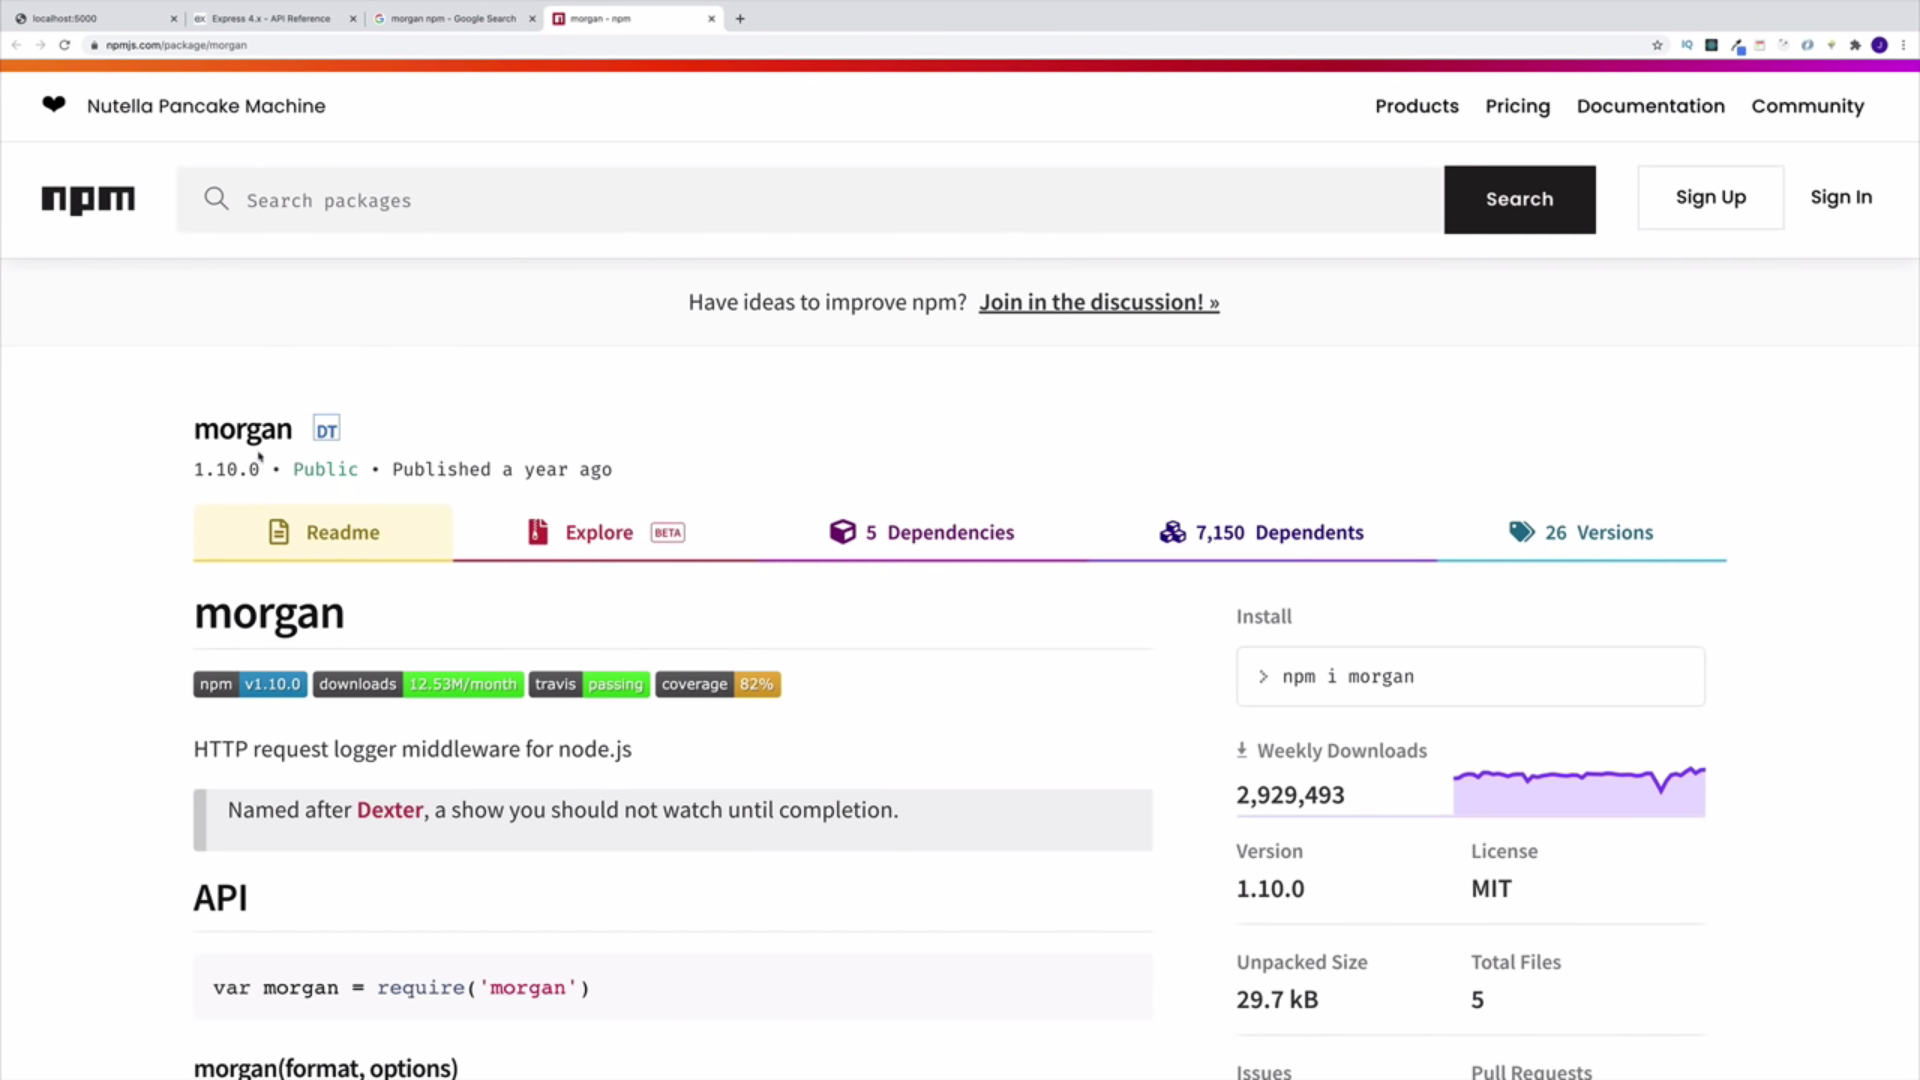 localhost:5000
ex Express 4.x - API Reference
morgan npm - Google Search
morgan - npm
npmjs.com/package/morgan
IQ
J
Nutella Pancake Machine
Products Pricing Documentation Community
npm
Search packages
Search
Sign Up
Sign In
Have ideas to improve npm? Join in the discussion! »
morgan DT
1.10.0 • Public • Published a year ago
Readme
Explore BETA
5 Dependencies
7,150 Dependents
26 Versions
morgan
npm v1.10.0 downloads 12.53M/month travis passing coverage 82%
HTTP request logger middleware for node.js
Named after Dexter, a show you should not watch until completion.
API
var morgan = require('morgan')
morgan(format, options)
Install
> npm i morgan
Weekly Downloads
2,929,493
Version
License
1.10.0
MIT
Unpacked Size
Total Files
29.7 kB
5
Issues
Pull Requests